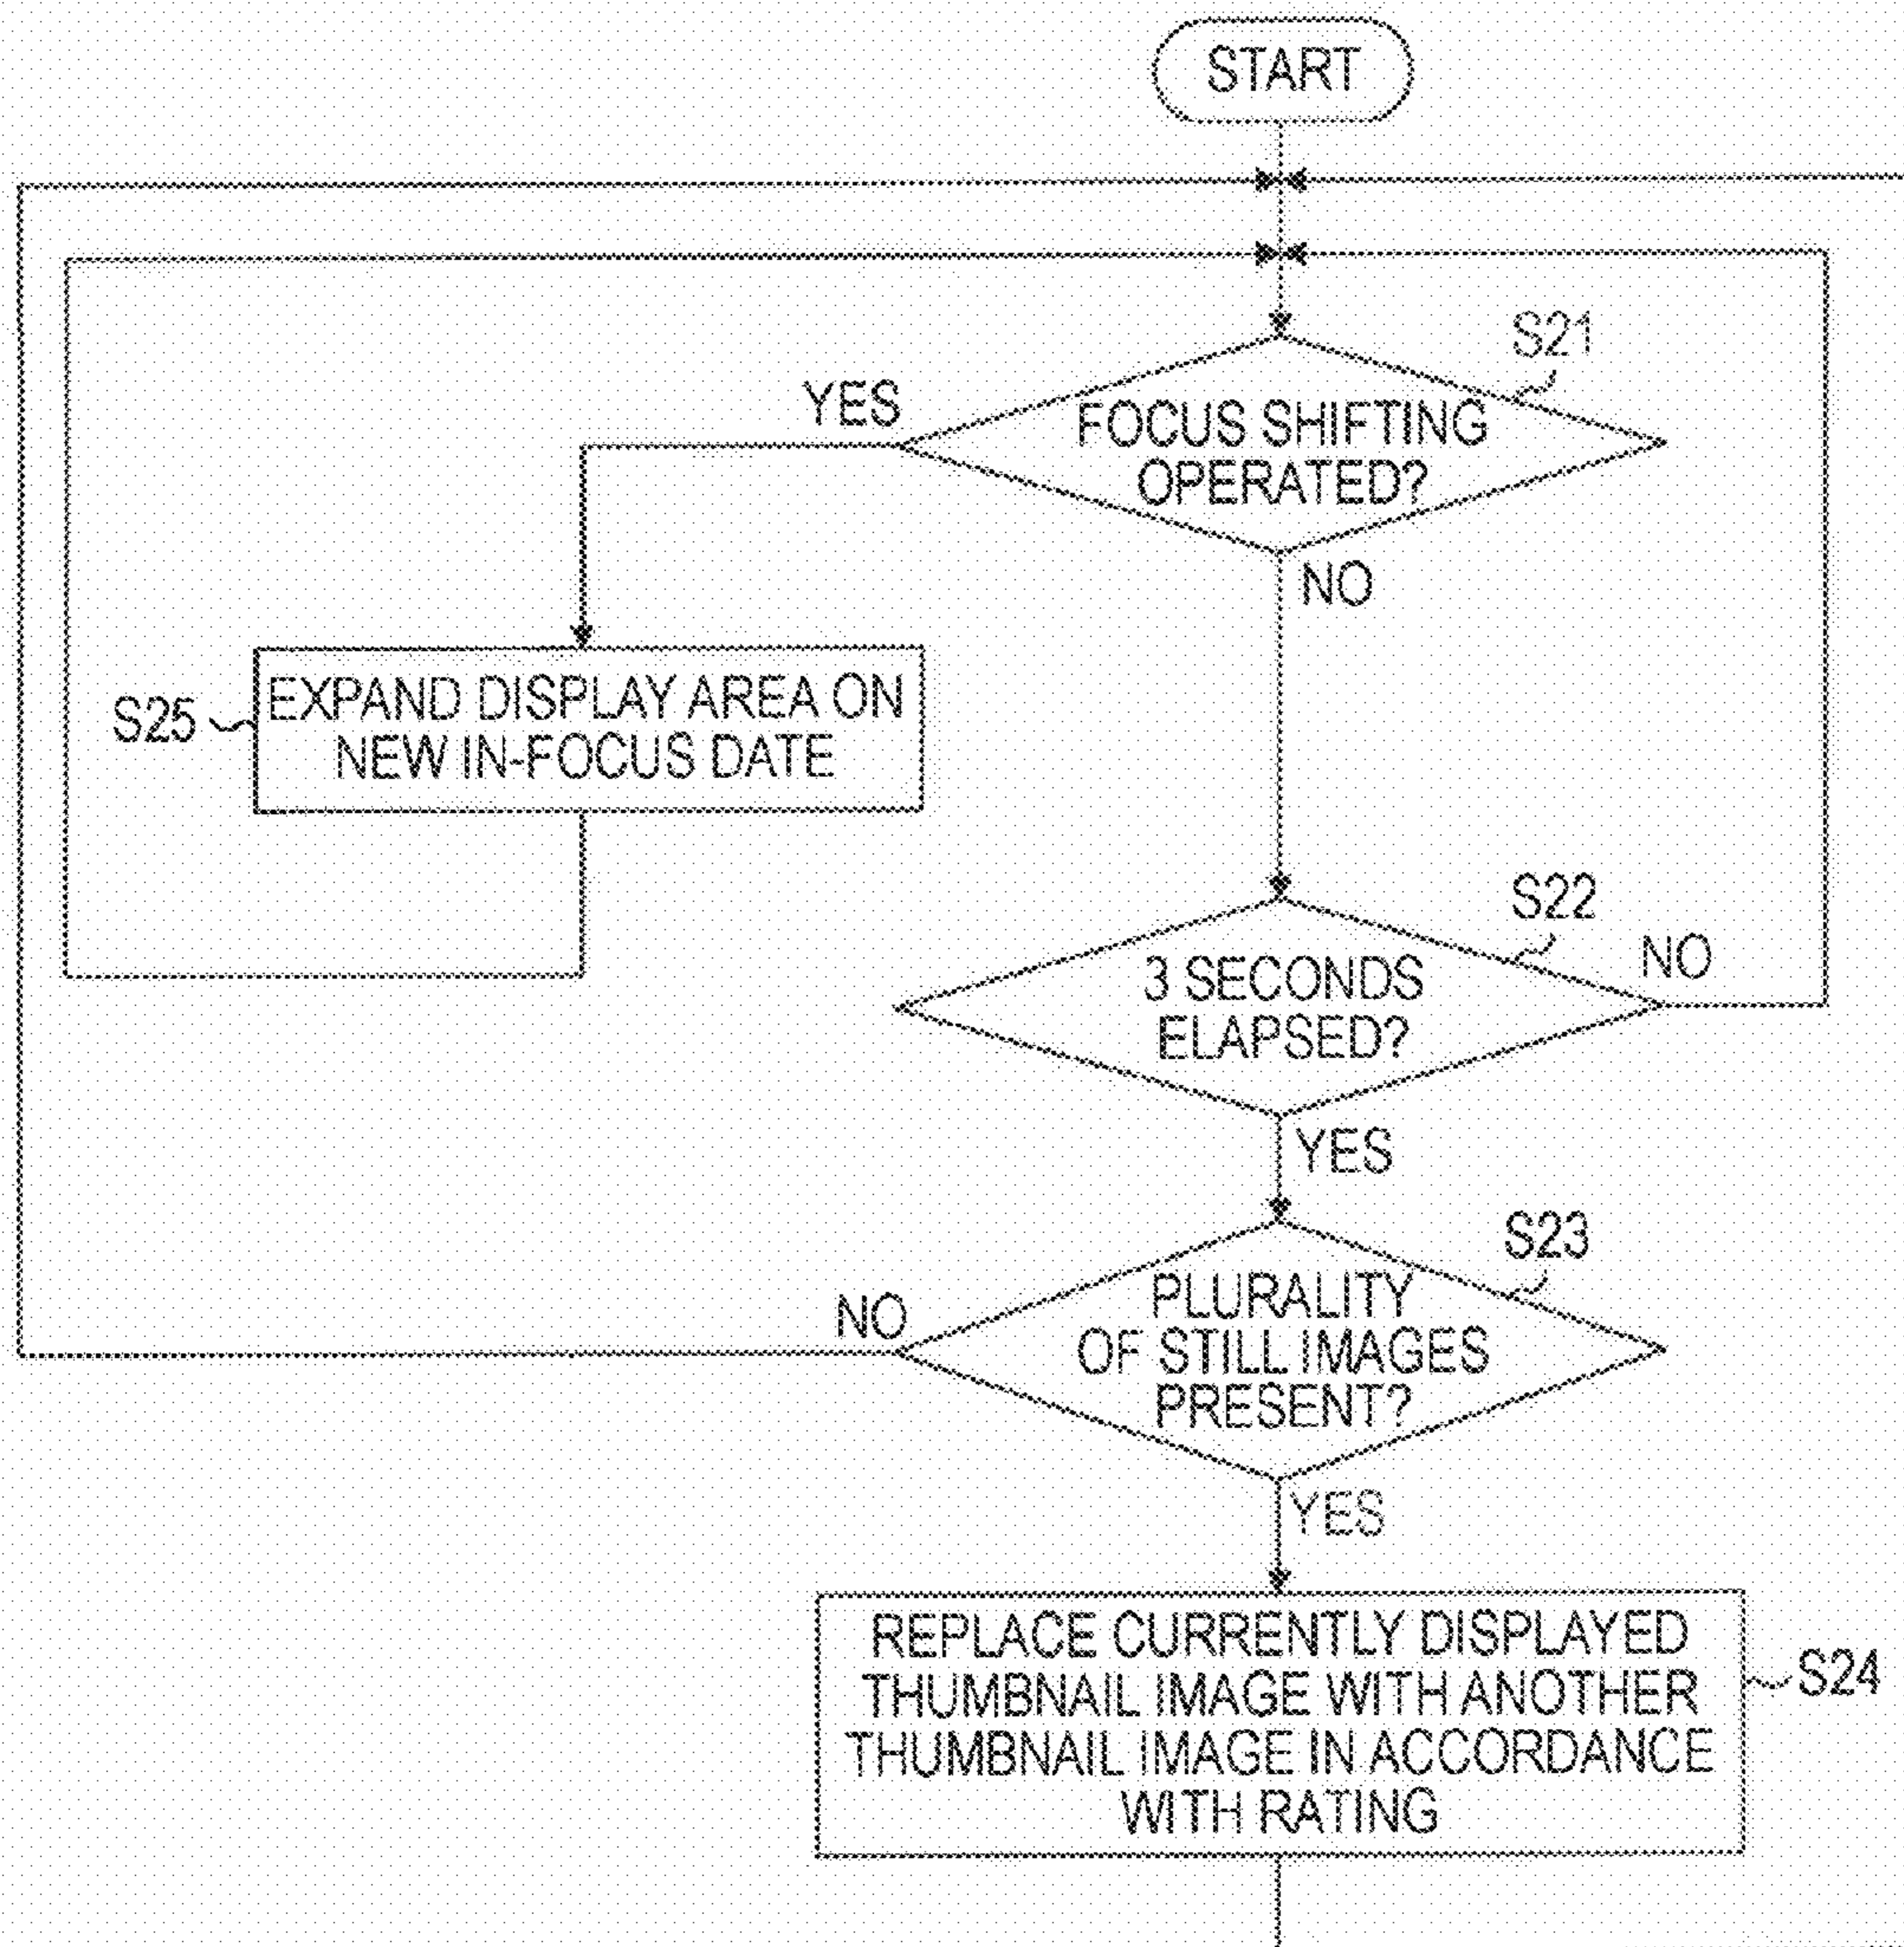 START
S21
YES
FOCUS SHIFTING
OPERATED?
NO
S25
EXPAND DISPLAY AREA ON
NEW IN-FOCUS DATE
S22
NO
3 SECONDS
ELAPSED?
YES
S23
NO
PLURALITY
OF STILL IMAGES
PRESENT?
YES
REPLACE CURRENTLY DISPLAYED
THUMBNAIL IMAGE WITH ANOTHER
THUMBNAIL IMAGE IN ACCORDANCE
WITH RATING
S24